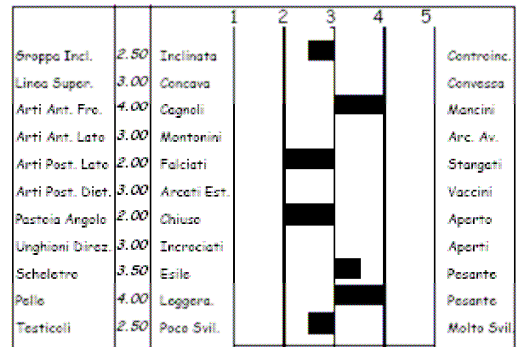 1 2 3 4 5
Groppa Incl. 2.50 Inclinata Controinc.
Linea Super. 3.00 Concava Convessa
Arti Ant. Fro. 4.00 Cagnoli Mancini
Arti Ant. Lato 3.00 Montonini Arc. Av.
Arti Post. Lato 2.00 Falciati Stangati
Arti Post. Diet. 3.00 Arcati Est. Vaccini
Pastoia Angolo 2.00 Chiuso Aperto
Unghioni Direz. 3.00 Incrociati Aperti
Scheletro 3.50 Esile Pesante
Pelle 4.00 Leggera. Pesante
Testicoli 2.50 Poco Svil. Molto Svil.